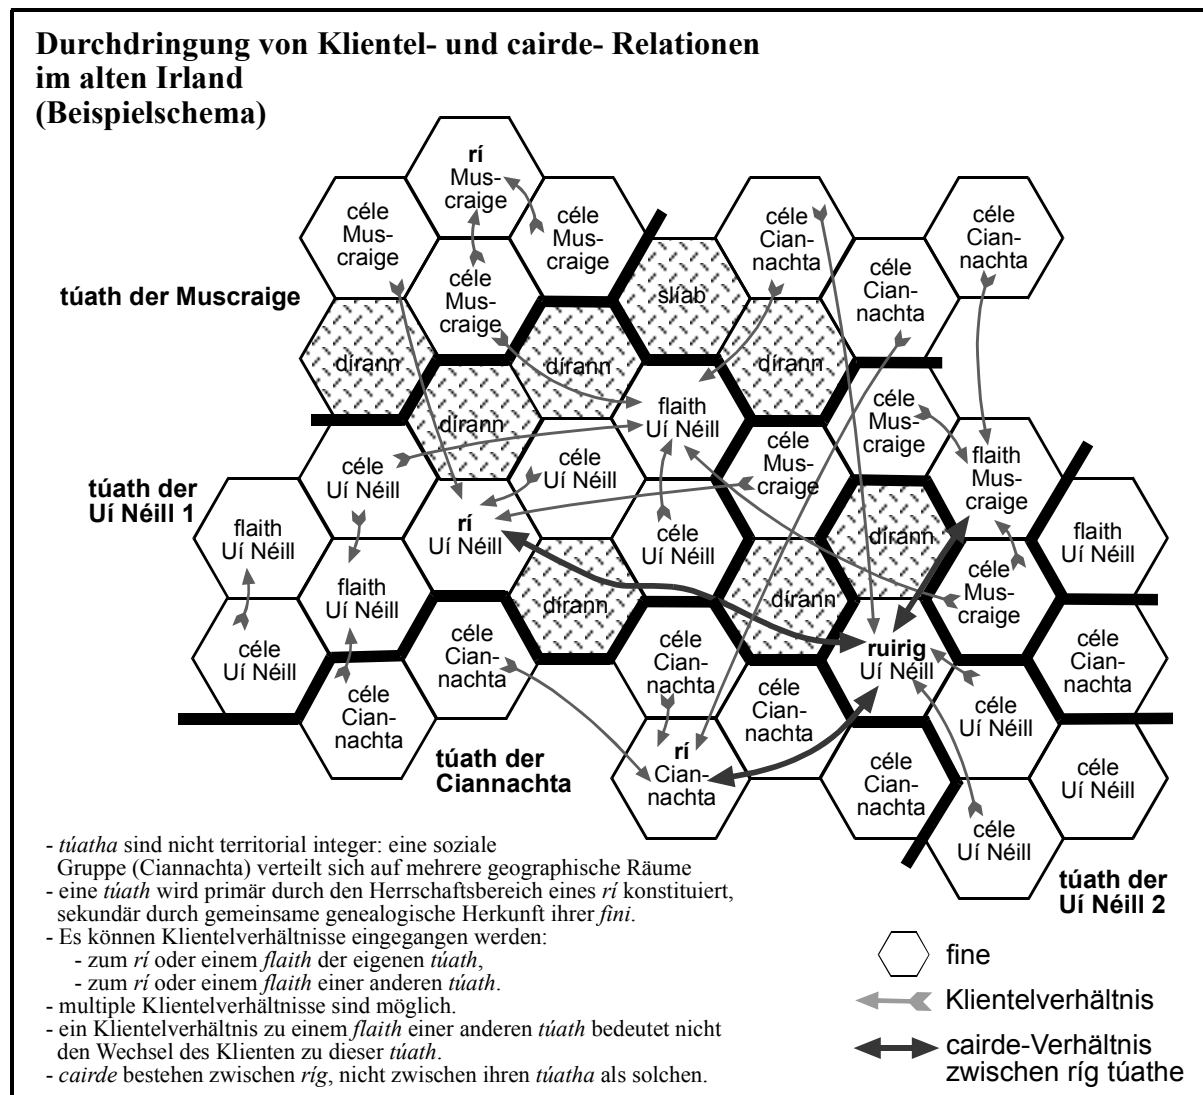 Durchdringung von Klientel- und cairde- Relationen
im alten Irland
(Beispielschema)
rí
Mus-
craige
céle
Mus-
craige
céle
Mus-
craige
céle
Mus-
craige
céle
Cian-
nachta
céle
Cian-
nachta
céle
Cian-
nachta
túath der Muscraige
slíab
dírann
dírann
dírann
dírann
flaith
Uí Néill
céle
Mus-
craige
flaith
Mus-
craige
túath der
Uí Néill 1
céle
Uí Néill
céle
Uí Néill
céle
Mus-
craige
flaith
Uí Néill
rí
Uí Néill
céle
Uí Néill
dírann
flaith
Uí Néill
flaith
Uí Néill
dírann
dírann
céle
Mus-
craige
céle
Uí Néill
céle
Cian-
nachta
céle
Cian-
nachta
ruirig
Uí Néill
céle
Cian-
nachta
céle
Cian-
nachta
céle
Cian-
nachta
céle
Uí Néill
túath der
Ciannachta
rí
Cian-
nachta
céle
Cian-
nachta
céle
Uí Néill
céle
Uí Néill
túath der
Uí Néill 2
- túatha sind nicht territorial integer: eine soziale
Gruppe (Ciannachta) verteilt sich auf mehrere geographische Räume
- eine túath wird primär durch den Herrschaftsbereich eines rí konstituiert,
sekundär durch gemeinsame genealogische Herkunft ihrer fini.
- Es können Klientelverhältnisse eingegangen werden:
- zum rí oder einem flaith der eigenen túath,
- zum rí oder einem flaith einer anderen túath.
- multiple Klientelverhältnisse sind möglich.
- ein Klientelverhältnis zu einem flaith einer anderen túath bedeutet nicht
den Wechsel des Klienten zu dieser túath.
- cairde bestehen zwischen ríg, nicht zwischen ihren túatha als solchen.
fine
Klientelverhältnis
cairde-Verhältnis
zwischen ríg túathe